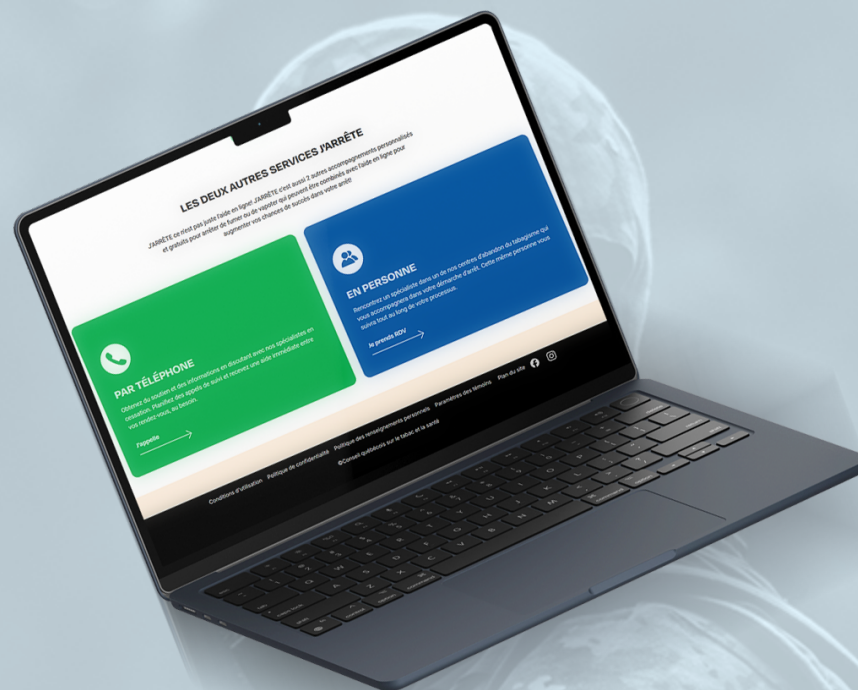 LES DEUX AUTRES SERVICES J'ARRÊTE
J'ARRÊTE ce n'est pas juste l'aide en ligne! J'ARRÊTE c'est aussi 2 autres accompagnements personnalisés
et gratuits pour arrêter de fumer ou de vapoter qui peuvent être combinés avec l'aide en ligne pour
augmenter vos chances de succès dans votre arrêt!
PAR TÉLÉPHONE
Obtenez du soutien et des informations en discutant avec nos spécialistes en
cessation. Planifiez des appels de suivi et recevez une aide immédiate entre
vos rendez-vous, au besoin.
J'appelle
EN PERSONNE
Rencontrez un spécialiste dans un de nos centres d'abandon du tabagisme qui
vous accompagnera dans votre démarche d'arrêt. Cette même personne vous
suivra tout au long de votre processus.
Je prends RDV
Conditions d'utilisation Politique de confidentialité Politique des renseignements personnels Paramètres des témoins Plan du site
©Conseil québécois sur le tabac et la santé